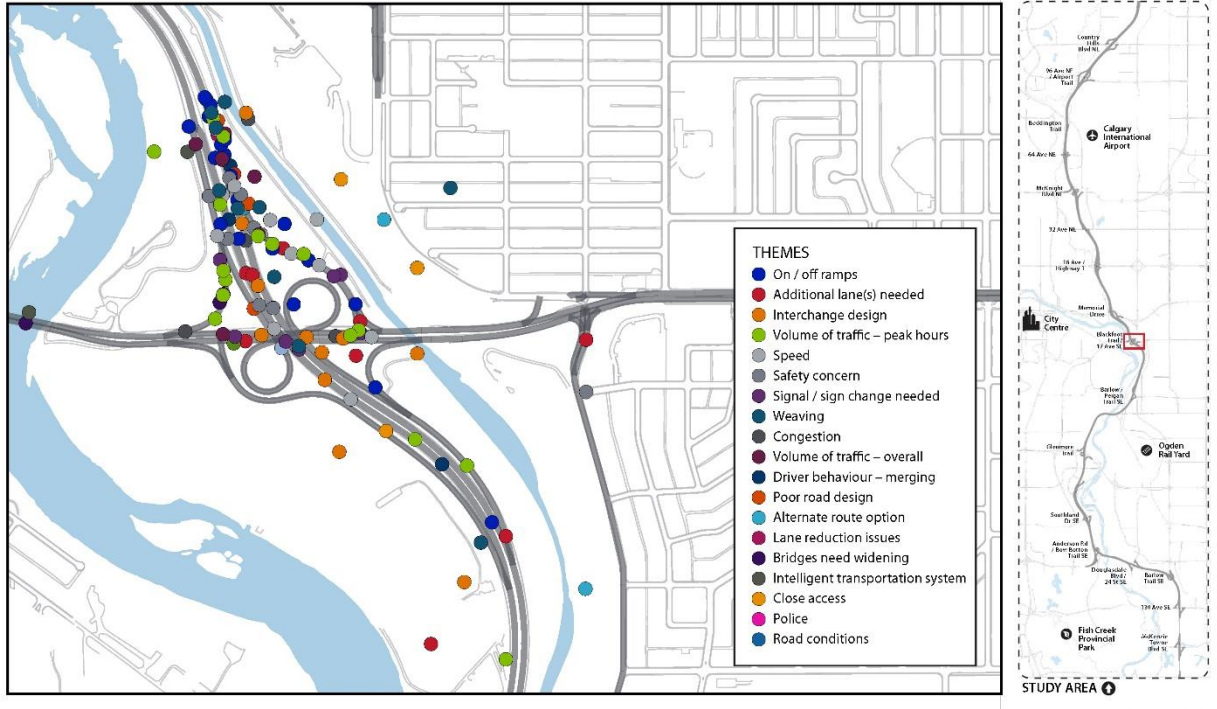 THEMES
On / off ramps
Additional lane(s) needed
Interchange design
Volume of traffic – peak hours
Speed
Safety concern
Signal / sign change needed
Weaving
Congestion
Volume of traffic – overall
Driver behaviour – merging
Poor road design
Alternate route option
Lane reduction issues
Bridges need widening
Intelligent transportation system
Close access
Police
Road conditions
Country
Hills
Blvd NE
96 Ave NE
/ Airport
Trail
Beddington
Trail
Calgary
International
Airport
64 Ave NE
McKnight
Blvd NE
32 Ave NE
16 Ave /
Highway 1
Memorial
Drive
City
Centre
Blackfoot
Trail /
17 Ave SE
Barlow /
Peigan
Trail SE
Glenmore
Trail
Ogden
Rail Yard
Southland
Dr SE
Anderson Rd
/ Bow Bottom
Trail SE
Douglasdale
Blvd /
24 St SE
Barlow
Trail SE
Fish Creek
Provincial
Park
McKenzie
Towne
Blvd SE
STUDY AREA